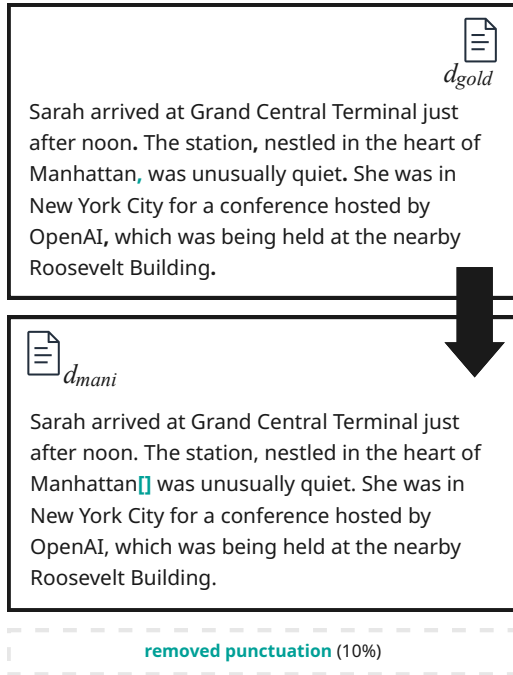 d_gold
Sarah arrived at Grand Central Terminal just
after noon. The station, nestled in the heart of
Manhattan, was unusually quiet. She was in
New York City for a conference hosted by
OpenAI, which was being held at the nearby
Roosevelt Building.
d_mani
Sarah arrived at Grand Central Terminal just
after noon. The station, nestled in the heart of
Manhattan[] was unusually quiet. She was in
New York City for a conference hosted by
OpenAI, which was being held at the nearby
Roosevelt Building.
removed punctuation (10%)